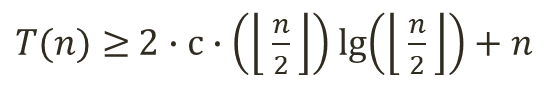 T(n) ≥ 2 · c · (⌊n/2⌋) lg(⌊n/2⌋) + n